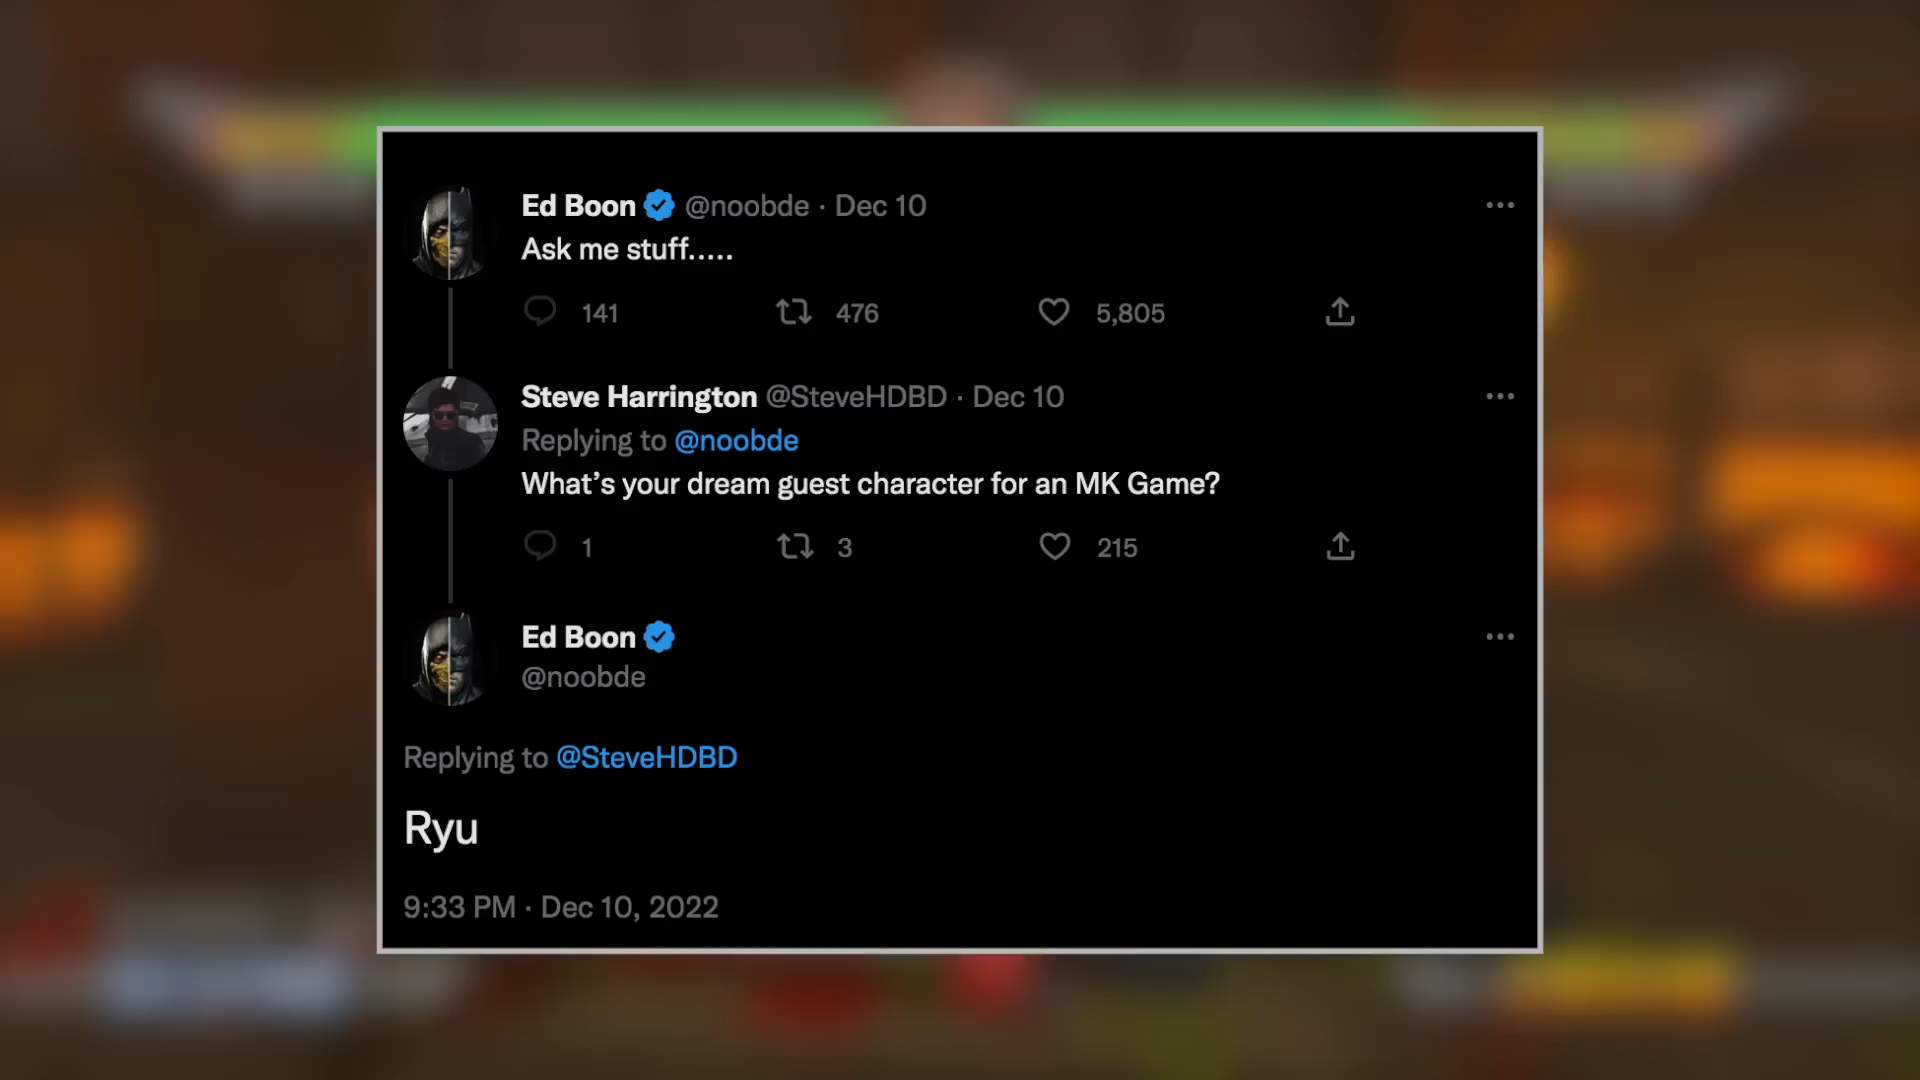 Ed Boon @noobde · Dec 10
Ask me stuff.....
141 476 5,805
Steve Harrington @SteveHDBD · Dec 10
Replying to @noobde
What’s your dream guest character for an MK Game?
1 3 215
Ed Boon
@noobde
Replying to @SteveHDBD
Ryu
9:33 PM · Dec 10, 2022